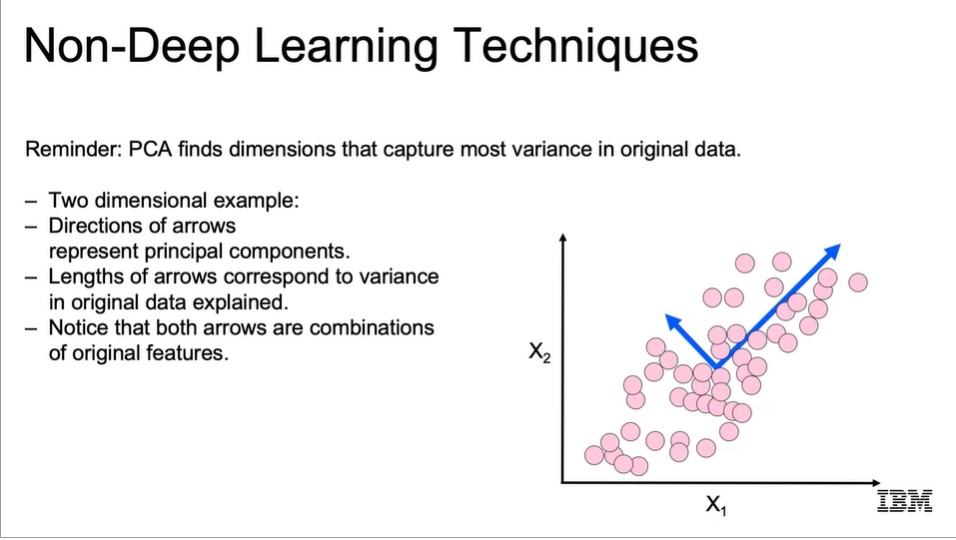 Non-Deep Learning Techniques
Reminder: PCA finds dimensions that capture most variance in original data.
– Two dimensional example:
– Directions of arrows
represent principal components.
– Lengths of arrows correspond to variance
in original data explained.
– Notice that both arrows are combinations
of original features.
X₂
X₁
IBM